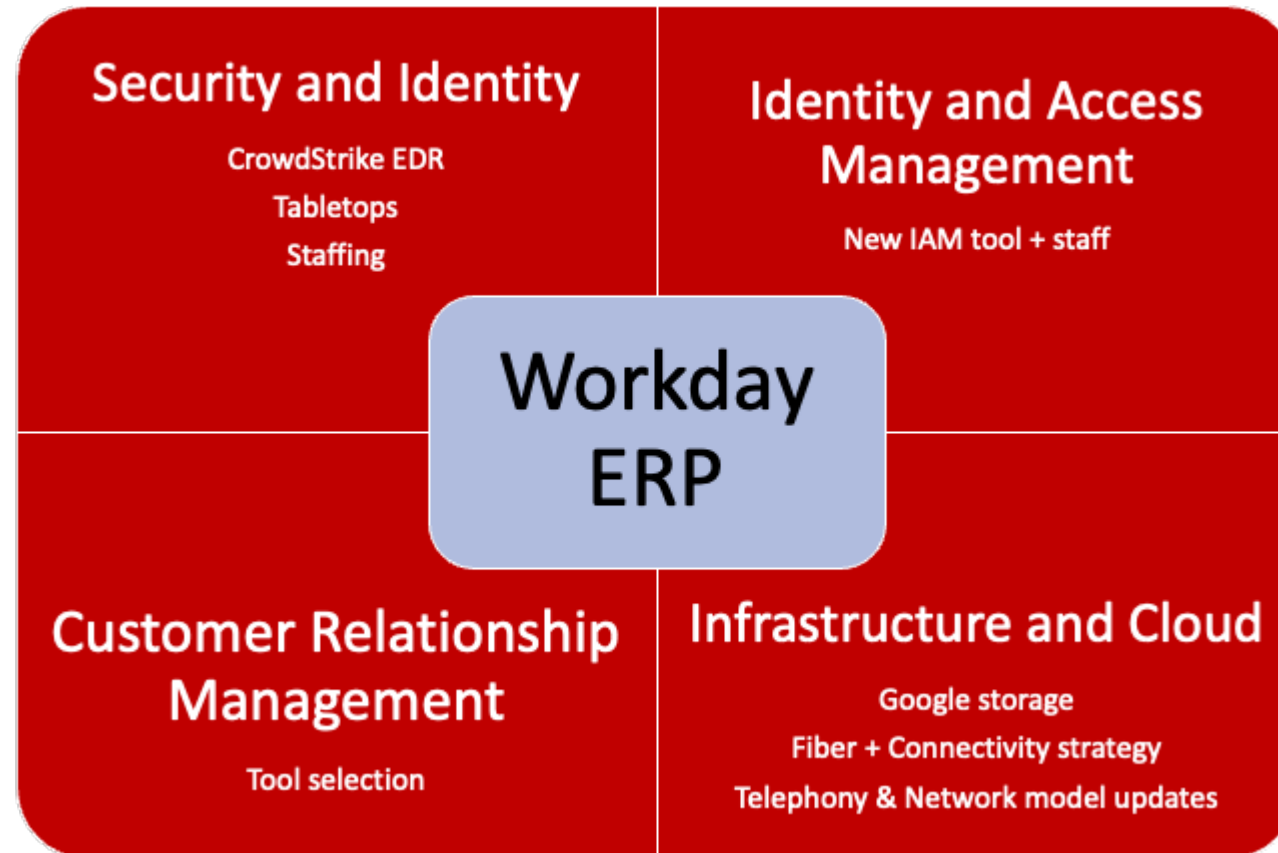 Security and Identity
CrowdStrike EDR
Tabletops
Staffing
Identity and Access
Management
New IAM tool + staff
Workday
ERP
Customer Relationship
Management
Tool selection
Infrastructure and Cloud
Google storage
Fiber + Connectivity strategy
Telephony & Network model updates